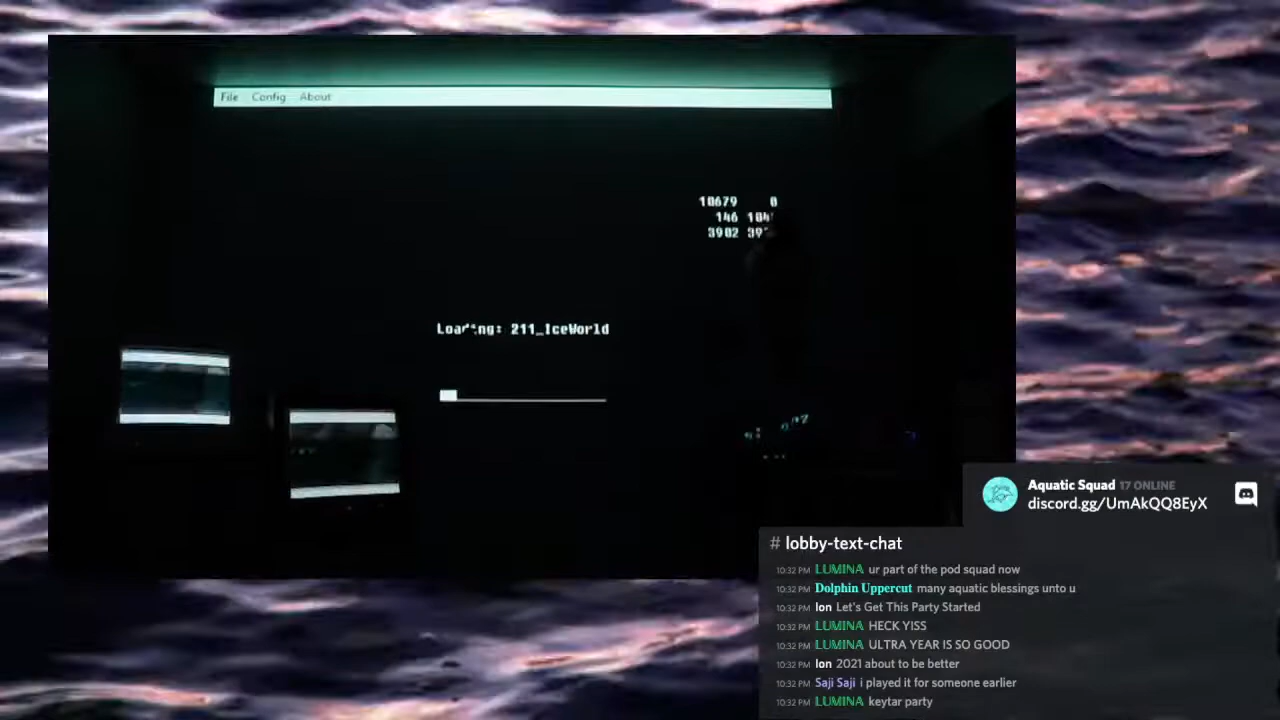 File Config About
10679 0
146
3902
Loading: 211_IceWorld
Aquatic Squad 17 ONLINE
discord.gg/UmAkQQ8EyX
# lobby-text-chat
10:32 PM LUMINA ur part of the pod squad now
10:32 PM Dolphin Uppercut many aquatic blessings unto u
10:32 PM Ion Let's Get This Party Started
10:32 PM LUMINA HECK YISS
10:32 PM LUMINA ULTRA YEAR IS SO GOOD
10:32 PM Ion 2021 about to be better
10:32 PM Saji Saji i played it for someone earlier
10:32 PM LUMINA keytar party